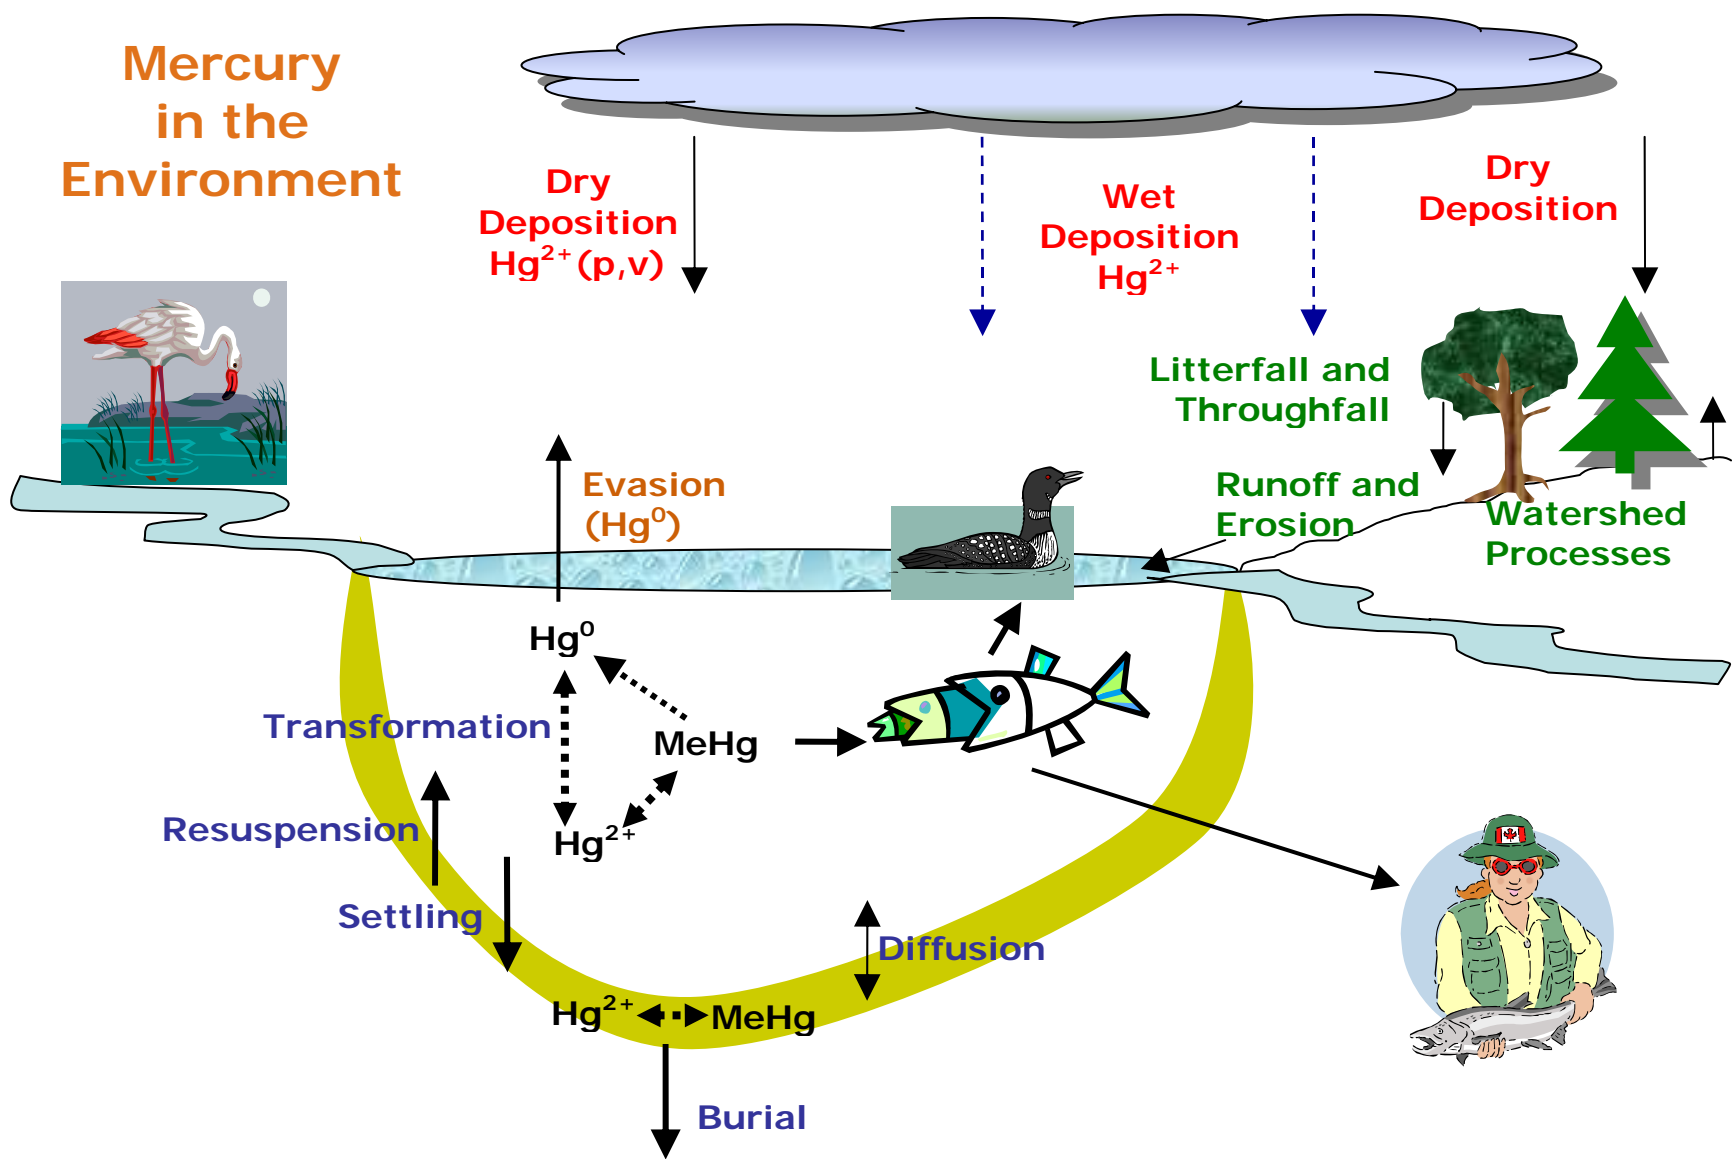 Mercury
in the
Environment
Dry
Deposition
Hg²⁺(p,v)
Wet
Deposition
Hg²⁺
Dry
Deposition
Litterfall and
Throughfall
Evasion
(Hg⁰)
Runoff and
Erosion
Watershed
Processes
Hg⁰
Transformation
MeHg
Resuspension
Hg²⁺
Settling
Diffusion
Hg²⁺
MeHg
Burial